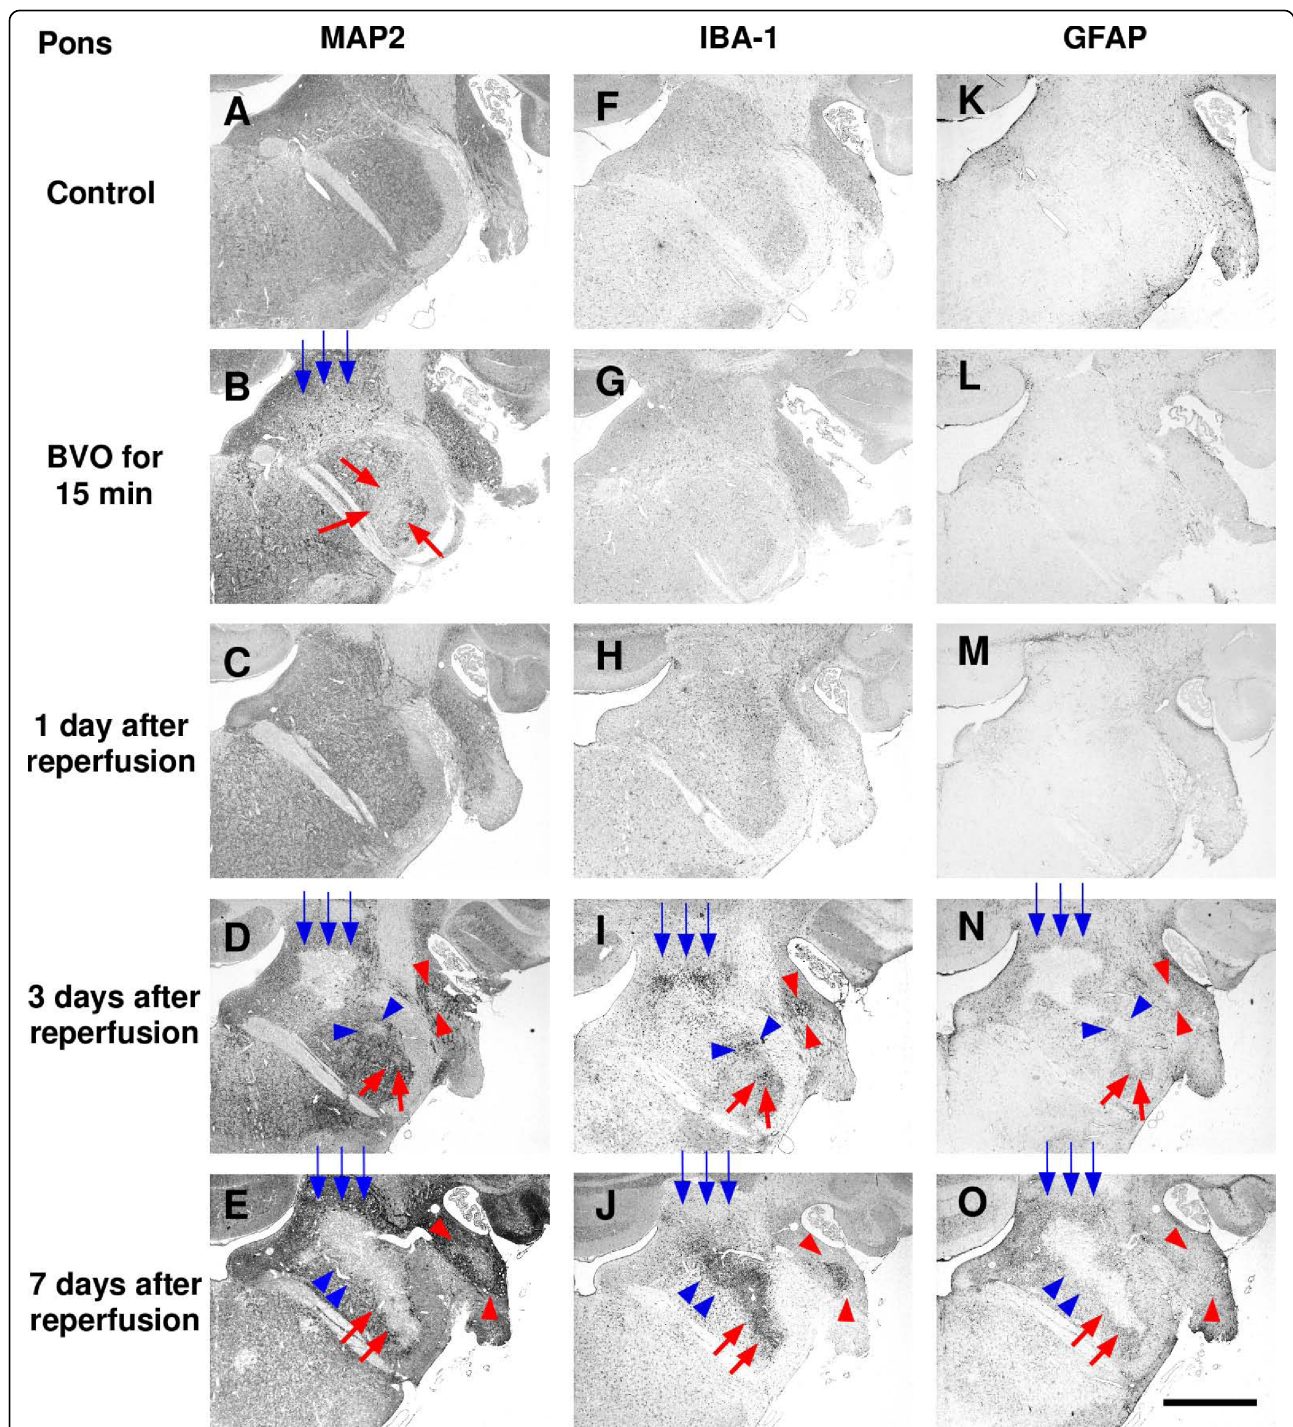 Pons
MAP2
IBA-1
GFAP
Control
A
F
K
BVO for
15 min
B
G
L
1 day after
reperfusion
C
H
M
3 days after
reperfusion
D
I
N
7 days after
reperfusion
E
J
O